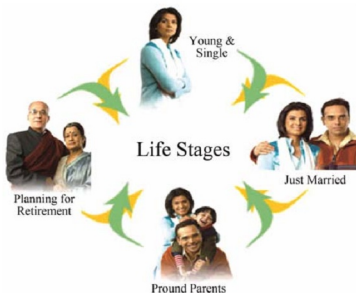 Young &
Single
Life Stages
Just Married
Planning for
Retirement
Pround Parents